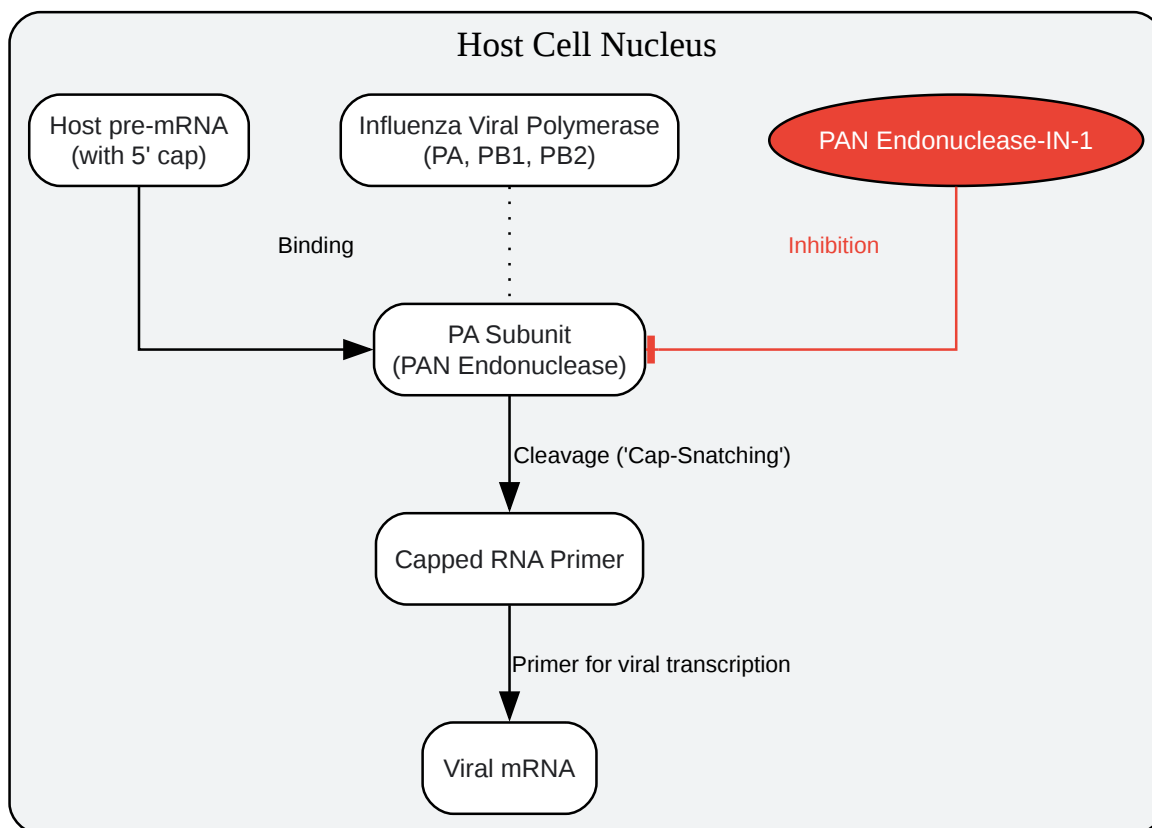 Host Cell Nucleus
Host pre-mRNA
(with 5' cap)
Influenza Viral Polymerase
(PA, PB1, PB2)
PAN Endonuclease-IN-1
Binding
Inhibition
PA Subunit
(PAN Endonuclease)
Cleavage ('Cap-Snatching')
Capped RNA Primer
Primer for viral transcription
Viral mRNA